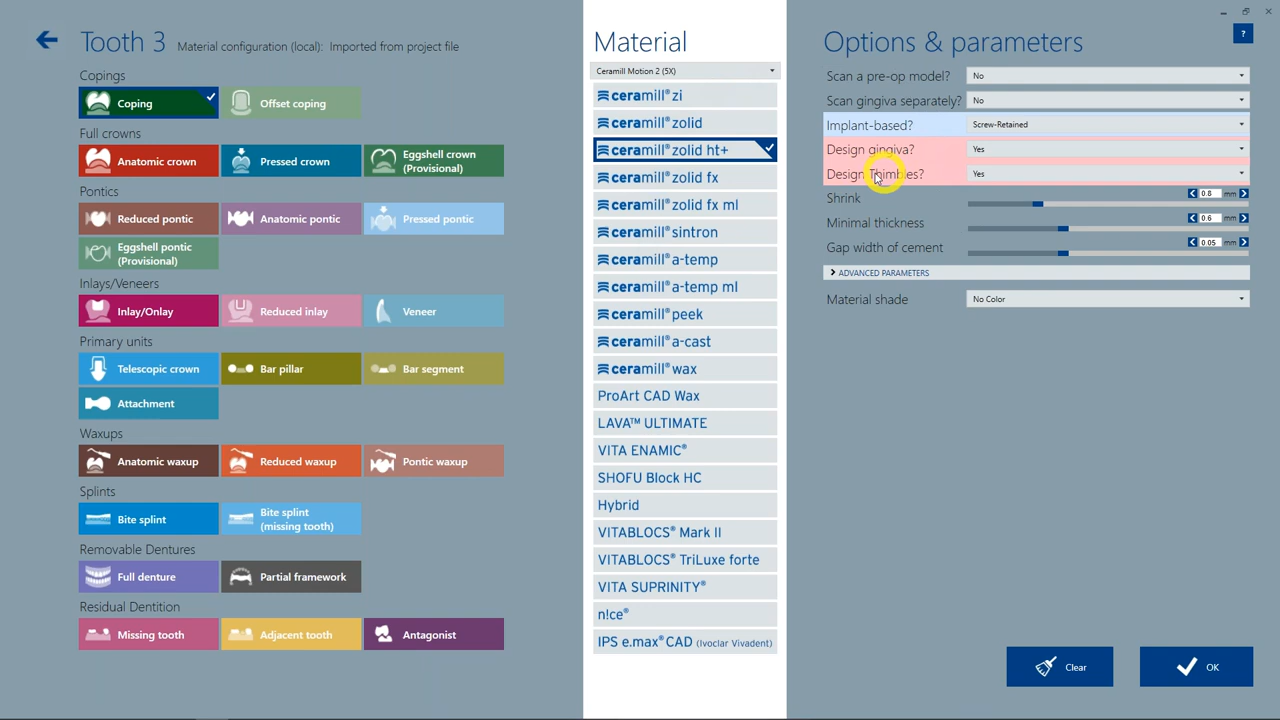 Tooth 3 Material configuration (local): Imported from project file
Copings
Coping
Offset coping
Full crowns
Anatomic crown
Pressed crown
Eggshell crown
(Provisional)
Pontics
Reduced pontic
Anatomic pontic
Pressed pontic
Eggshell pontic
(Provisional)
Inlays/Veneers
Inlay/Onlay
Reduced inlay
Veneer
Primary units
Telescopic crown
Bar pillar
Bar segment
Attachment
Waxups
Anatomic waxup
Reduced waxup
Pontic waxup
Splints
Bite splint
Bite splint
(missing tooth)
Removable Dentures
Full denture
Partial framework
Residual Dentition
Missing tooth
Adjacent tooth
Antagonist
Material
Ceramill Motion 2 (5X)
ceramill® zi
ceramill® zolid
ceramill® zolid ht+
ceramill® zolid fx
ceramill® zolid fx ml
ceramill® sintron
ceramill® a-temp
ceramill® a-temp ml
ceramill® peek
ceramill® a-cast
ceramill® wax
ProArt CAD Wax
LAVA™ ULTIMATE
VITA ENAMIC®
SHOFU Block HC
Hybrid
VITABLOCS® Mark II
VITABLOCS® TriLuxe forte
VITA SUPRINITY®
n!ce®
IPS e.max® CAD (Ivoclar Vivadent)
Options & parameters
?
Scan a pre-op model? No
Scan gingiva separately? No
Implant-based? Screw-Retained
Design gingiva? Yes
Design Thimbles? Yes
Shrink 0.8 mm
Minimal thickness 0.6 mm
Gap width of cement 0.05 mm
ADVANCED PARAMETERS
Material shade No Color
Clear
OK